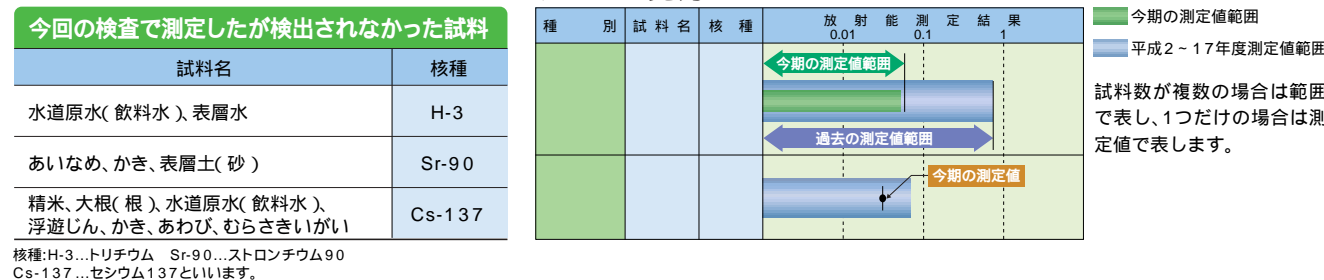 今回の検査で測定したが検出されなかった試料
試料名 核種
水道原水(飲料水)、表層水 H-3
あいなめ、かき、表層土(砂) Sr-90
精米、大根(根)、水道原水(飲料水)、
浮遊じん、かき、あわび、むらさきいがい Cs-137
核種:H-3…トリチウム Sr-90…ストロンチウム90
Cs-137…セシウム137といいます。
種別 試料名 核種 放射能測定結果
0.01 0.1 1
今期の測定値範囲
過去の測定値範囲
今期の測定値
今期の測定値範囲
平成2～17年度測定値範囲
試料数が複数の場合は範囲
で表し、1つだけの場合は測
定値で表します。